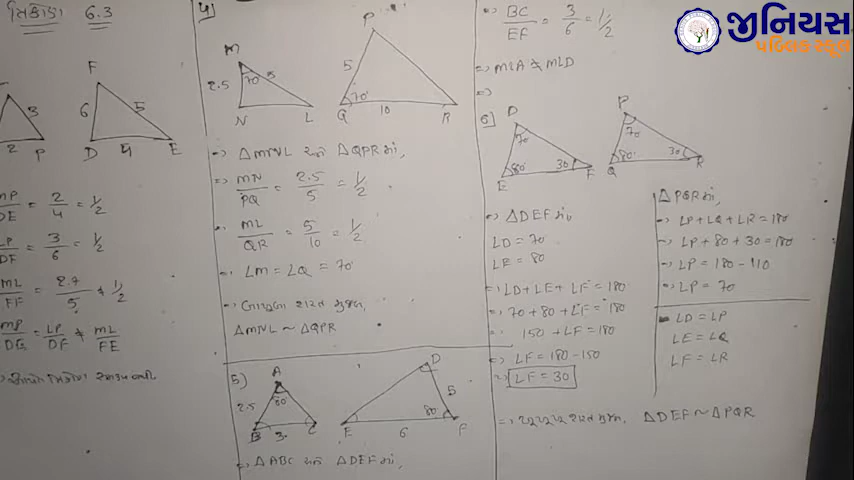 ત્રિકોણ 6.3
F
3
6
5
2
P
D
4
E
MP/DE = 2/4 = 1/2
LP/DF = 3/6 = 1/2
ML/FE = 2.7/5 ≠ 1/2
MP/DE = LP/DF ≠ ML/FE
4)
M
2.5
70
5
N
L
P
5
70°
Q
10
R
⇒ ΔMNL અને ΔQPR માં,
⇒ MN/PQ = 2.5/5 = 1/2
ML/QR = 5/10 = 1/2
∠M = ∠Q = 70°
શરત મુજબ,
ΔMNL ~ ΔQPR
5)
A
2.5
80
B
3
C
D
5
80
E
6
F
⇒ ΔABC અને ΔDEF માં,
⇒ BC/EF = 3/6 = 1/2
⇒ m∠A ≠ m∠D
⇒
6)
D
70
80°
30
E
F
P
70
80°
30
Q
R
⇒ ΔDEF માં,
∠D = 70°
∠E = 80
⇒ ∠D + ∠E + ∠F = 180
⇒ 70 + 80 + ∠F = 180
150 + ∠F = 180
⇒ ∠F = 180 - 150
∠F = 30
ΔPQR માં,
⇒ ∠P + ∠Q + ∠R = 180
⇒ ∠P + 80 + 30 = 180
⇒ ∠P = 180 - 110
⇒ ∠P = 70
∠D = ∠P
∠E = ∠Q
∠F = ∠R
⇒ ખૂખૂખૂ શરત મુજબ, ΔDEF ~ ΔPQR
જીનિયસ
પબ્લિક સ્કૂલ